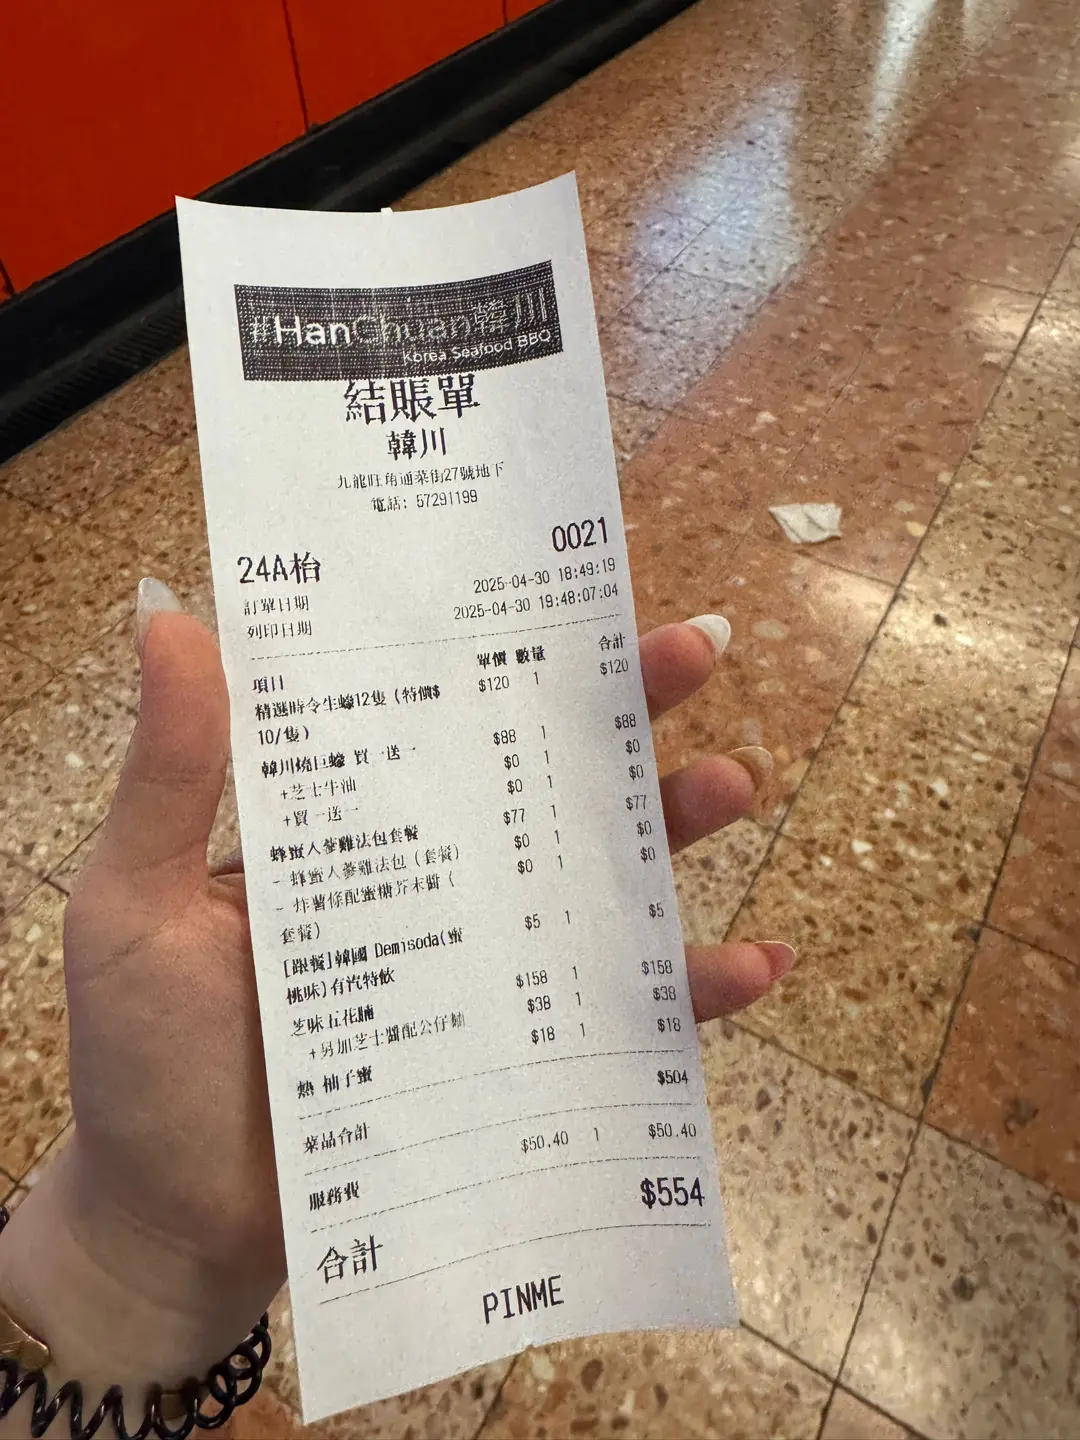 #HanChuan韓川
Korea Seafood BBQ
結賬單
韓川
九龍旺角通菜街27號地下
電話: 57291199
24A枱 0021
訂單日期 2025-04-30 18:49:19
列印日期 2025-04-30 19:48:07:04
項目 單價 數量 合計
精選時令生蠔12隻 (特價$ $120 1 $120
10/隻)
韓川燒巨蠔 買一送一 $88 1 $88
+芝士牛油 $0 1 $0
+買一送一 $0 1 $0
蜂蜜人蔘雞法包套餐 $77 1 $77
- 蜂蜜人蔘雞法包 (套餐) $0 1 $0
- 炸薯條配蜜糖芥末醬 ( $0 1 $0
套餐)
[跟餐]韓國 Demisoda(蜜 $5 1 $5
桃味)有汽特飲
芝味五花腩 $158 1 $158
+另加芝士醬配公仔麵 $38 1 $38
熱 柚子蜜 $18 1 $18
菜品合計 $504
服務費 $50.40 1 $50.40
合計 $554
PINME